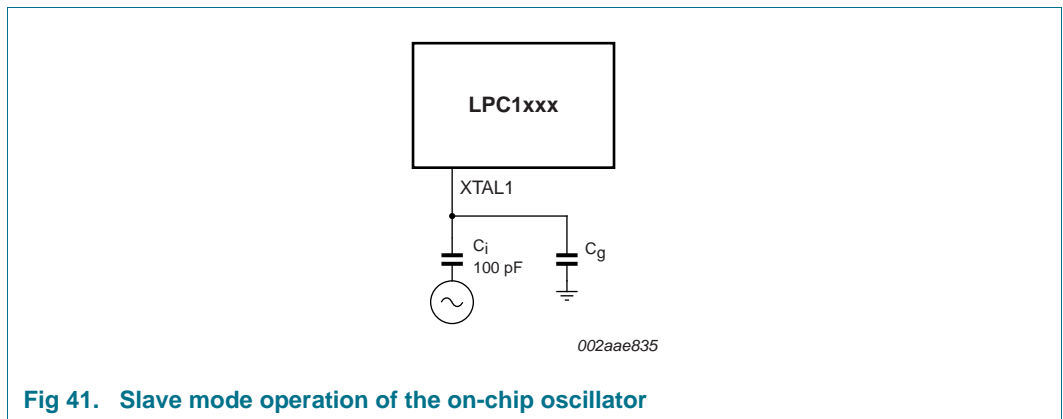 LPC1xxx
XTAL1
Ci
100 pF
Cg
002aae835
Fig 41. Slave mode operation of the on-chip oscillator